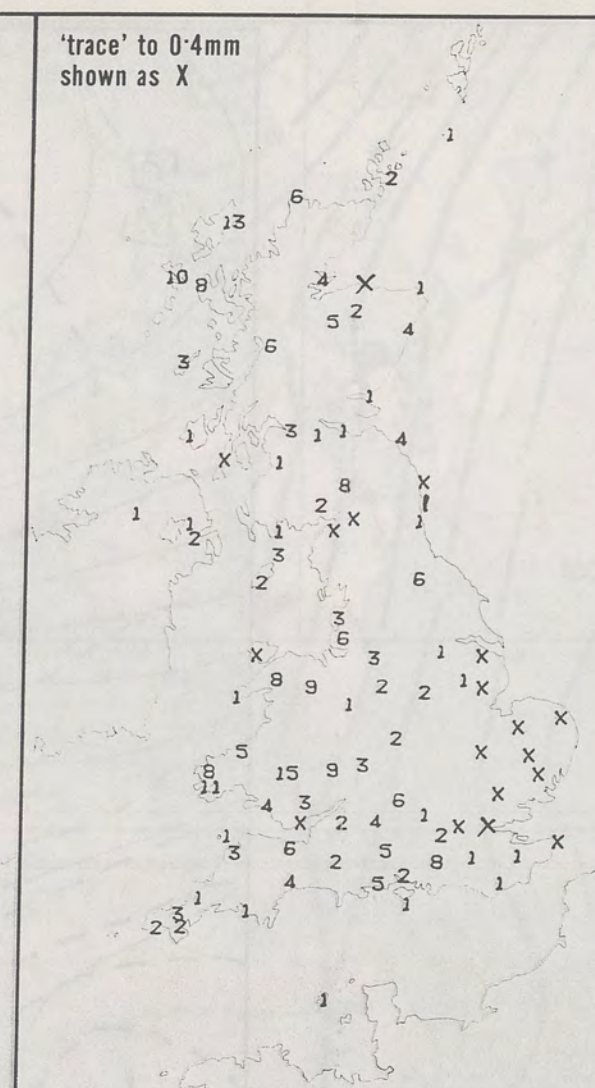 ‘trace’ to 0·4mm
shown as X
1
2
6
13
10 8 4 X 1
5 2 4
3 6
1
1 3 1 1 4
X 1
8 X
2
1 1 X X 1
2 1
3
2 6
3
6
X 3 1 X
8 9 2 2 1 X
1 1
X
X
2
5 X X
8 15 9 3 X
11
4 3 6 X
X 2 4 1 X X
1 2
3 6 5 X
2 8 1 1
4 5 2 1
1 1
3 1
2 2
1